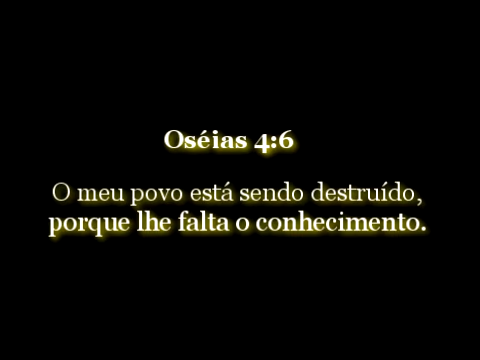 Oséias 4:6
O meu povo está sendo destruído,
porque lhe falta o conhecimento.